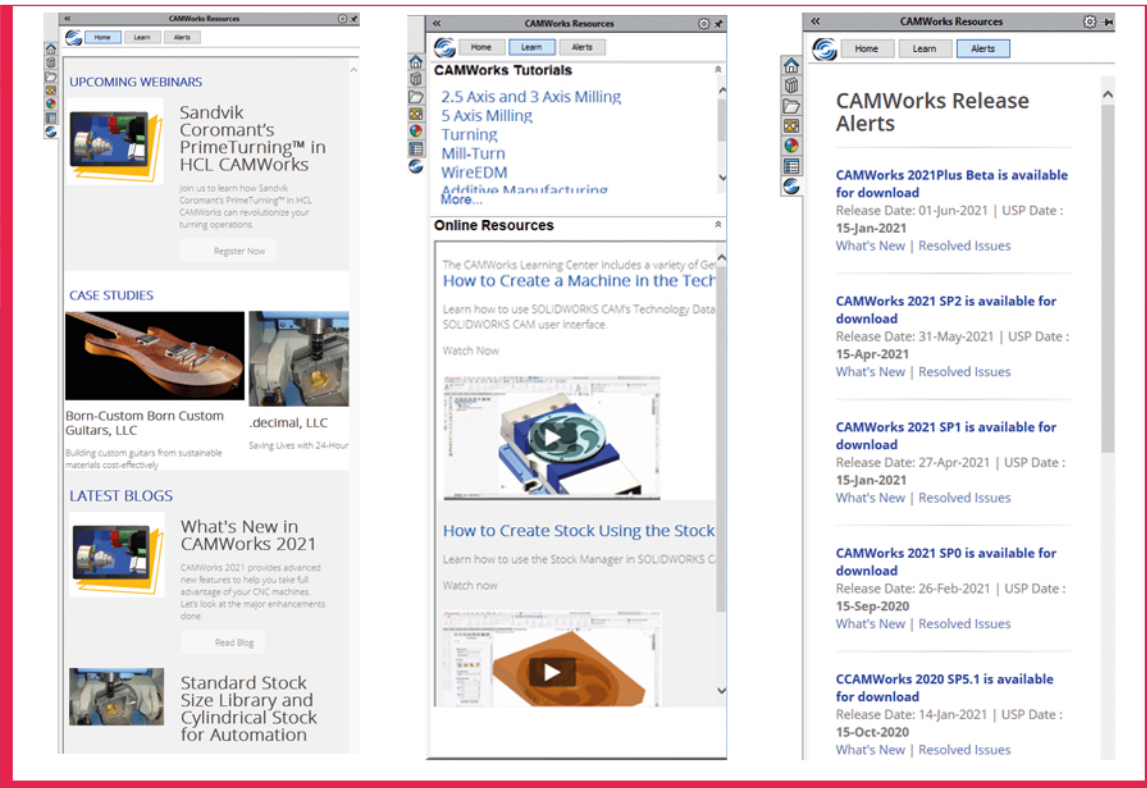 CAMWorks Resources
Home Learn Alerts
UPCOMING WEBINARS
Sandvik
Coromant's
PrimeTurning™ in
HCL CAMWorks
Join us to learn how Sandvik
Coromant's PrimeTurning™ in HCL
CAMWorks can revolutionize your
turning operations.
Register Now
CASE STUDIES
Born-Custom Born Custom
Guitars, LLC
Building custom guitars from sustainable
materials cost-effectively
.decimal, LLC
Saving Lives with 24-Hour
LATEST BLOGS
What's New in
CAMWorks 2021
CAMWorks 2021 provides advanced
new features to help you take full
advantage of your CNC machines.
Let's look at the major enhancements
done.
Read Blog
Standard Stock
Size Library and
Cylindrical Stock
for Automation
CAMWorks Resources
Home Learn Alerts
CAMWorks Tutorials
2.5 Axis and 3 Axis Milling
5 Axis Milling
Turning
Mill-Turn
WireEDM
Additive Manufacturing
More...
Online Resources
The CAMWorks Learning Center includes a variety of Get
How to Create a Machine in the Tech
Learn how to use SOLIDWORKS CAM's Technology Data
SOLIDWORKS CAM user interface.
Watch Now
How to Create Stock Using the Stock
Learn how to use the Stock Manager in SOLIDWORKS C
Watch now
CAMWorks Resources
Home Learn Alerts
CAMWorks Release
Alerts
CAMWorks 2021Plus Beta is available
for download
Release Date: 01-Jun-2021 | USP Date :
15-Jan-2021
What's New | Resolved Issues
CAMWorks 2021 SP2 is available for
download
Release Date: 31-May-2021 | USP Date :
15-Apr-2021
What's New | Resolved Issues
CAMWorks 2021 SP1 is available for
download
Release Date: 27-Apr-2021 | USP Date :
15-Jan-2021
What's New | Resolved Issues
CAMWorks 2021 SP0 is available for
download
Release Date: 26-Feb-2021 | USP Date :
15-Sep-2020
What's New | Resolved Issues
CCAMWorks 2020 SP5.1 is available
for download
Release Date: 14-Jan-2021 | USP Date :
15-Oct-2020
What's New | Resolved Issues